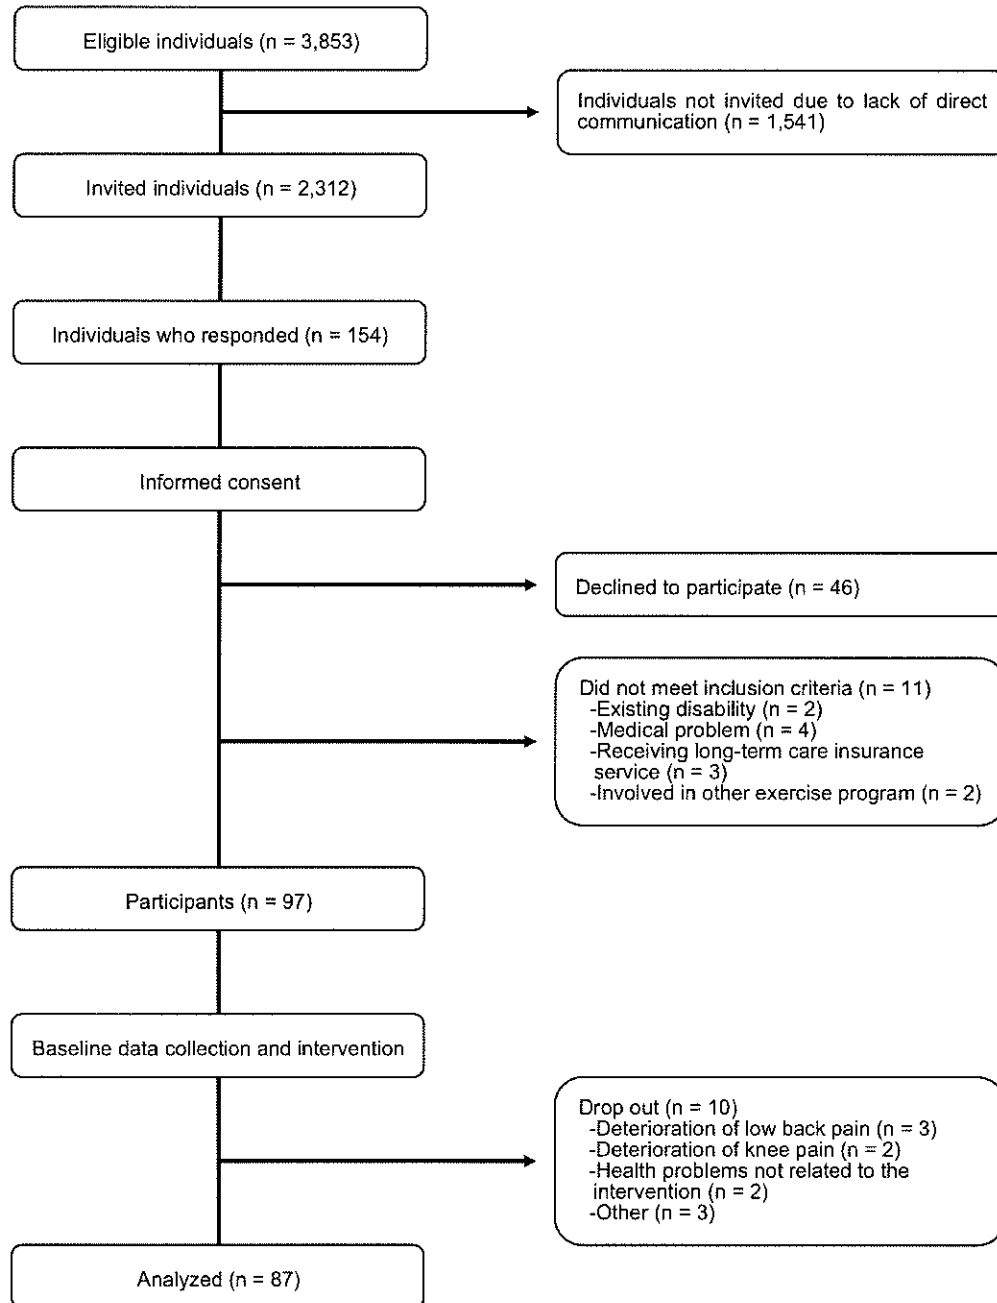 Eligible individuals (n = 3,853)
Individuals not invited due to lack of direct
communication (n = 1,541)
Invited individuals (n = 2,312)
Individuals who responded (n = 154)
Informed consent
Declined to participate (n = 46)
Did not meet inclusion criteria (n = 11)
-Existing disability (n = 2)
-Medical problem (n = 4)
-Receiving long-term care insurance
service (n = 3)
-Involved in other exercise program (n = 2)
Participants (n = 97)
Baseline data collection and intervention
Drop out (n = 10)
-Deterioration of low back pain (n = 3)
-Deterioration of knee pain (n = 2)
-Health problems not related to the
intervention (n = 2)
-Other (n = 3)
Analyzed (n = 87)